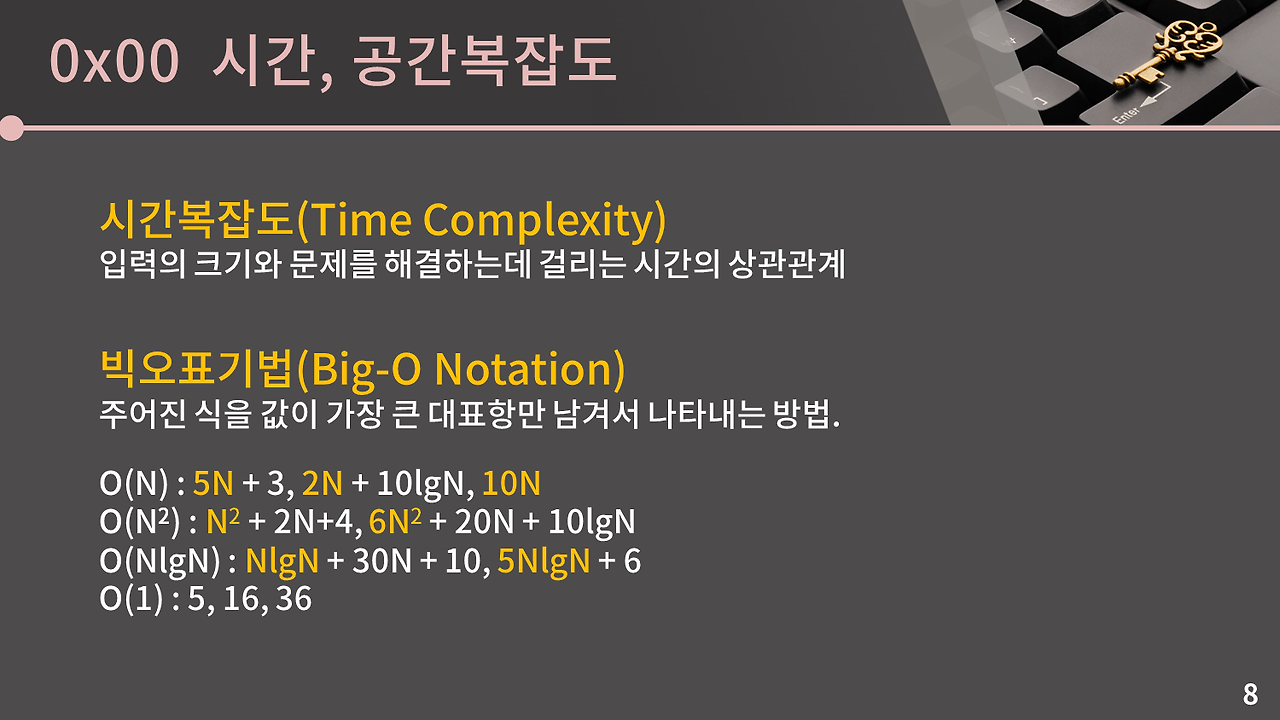 0x00 시간, 공간복잡도
Enter
시간복잡도(Time Complexity)
입력의 크기와 문제를 해결하는데 걸리는 시간의 상관관계
빅오표기법(Big-O Notation)
주어진 식을 값이 가장 큰 대표항만 남겨서 나타내는 방법.
O(N) : 5N + 3, 2N + 10lgN, 10N
O(N²) : N² + 2N+4, 6N² + 20N + 10lgN
O(NlgN) : NlgN + 30N + 10, 5NlgN + 6
O(1) : 5, 16, 36
8